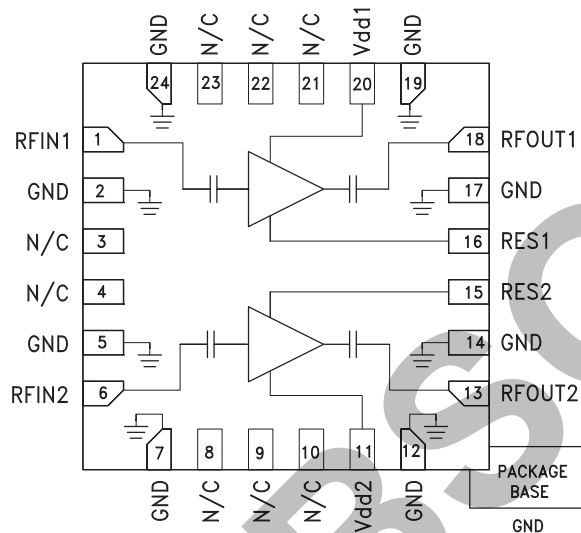 GND N/C N/C N/C Vdd1 GND
24 23 22 21 20 19
RFIN1 1 18 RFOUT1
GND 2 17 GND
N/C 3 16 RES1
N/C 4 15 RES2
GND 5 14 GND
RFIN2 6 13 RFOUT2
7 8 9 10 11 12
GND N/C N/C N/C Vdd2 GND
PACKAGE
BASE
GND
BSO